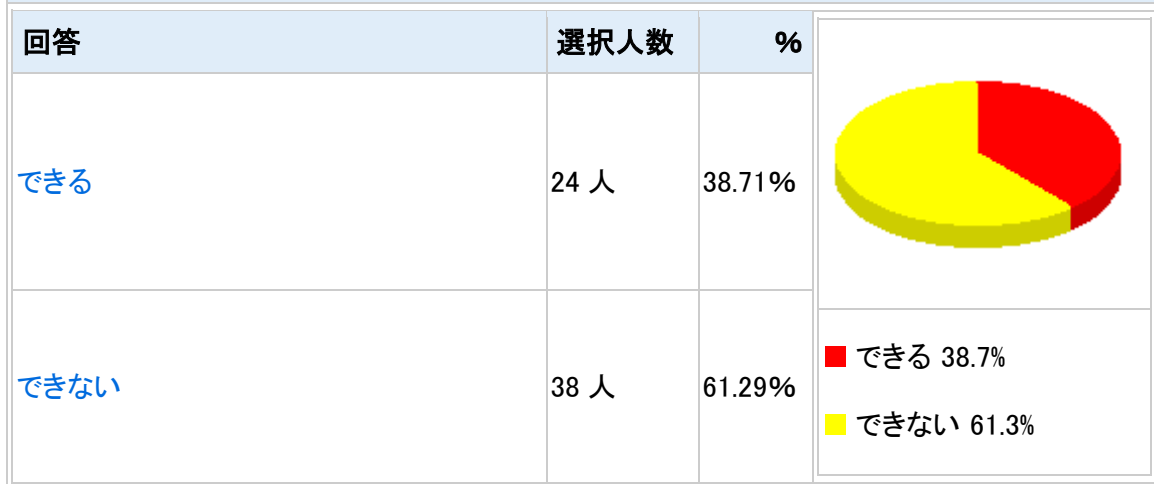 回答 選択人数 %
できる 24 人 38.71%
できない 38 人 61.29%
できる 38.7%
できない 61.3%